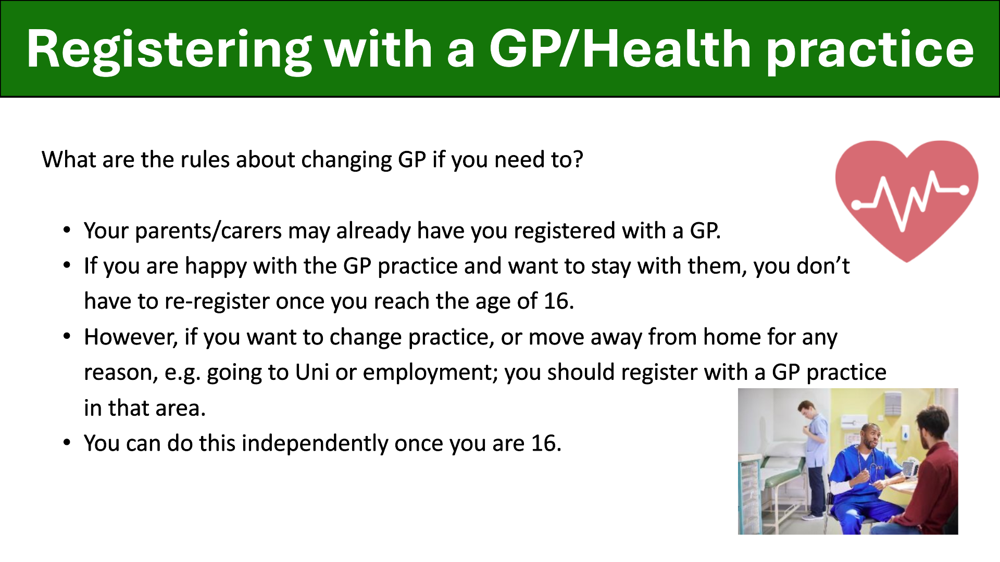 Registering with a GP/Health practice
What are the rules about changing GP if you need to?
• Your parents/carers may already have you registered with a GP.
• If you are happy with the GP practice and want to stay with them, you don’t
have to re-register once you reach the age of 16.
• However, if you want to change practice, or move away from home for any
reason, e.g. going to Uni or employment; you should register with a GP practice
in that area.
• You can do this independently once you are 16.